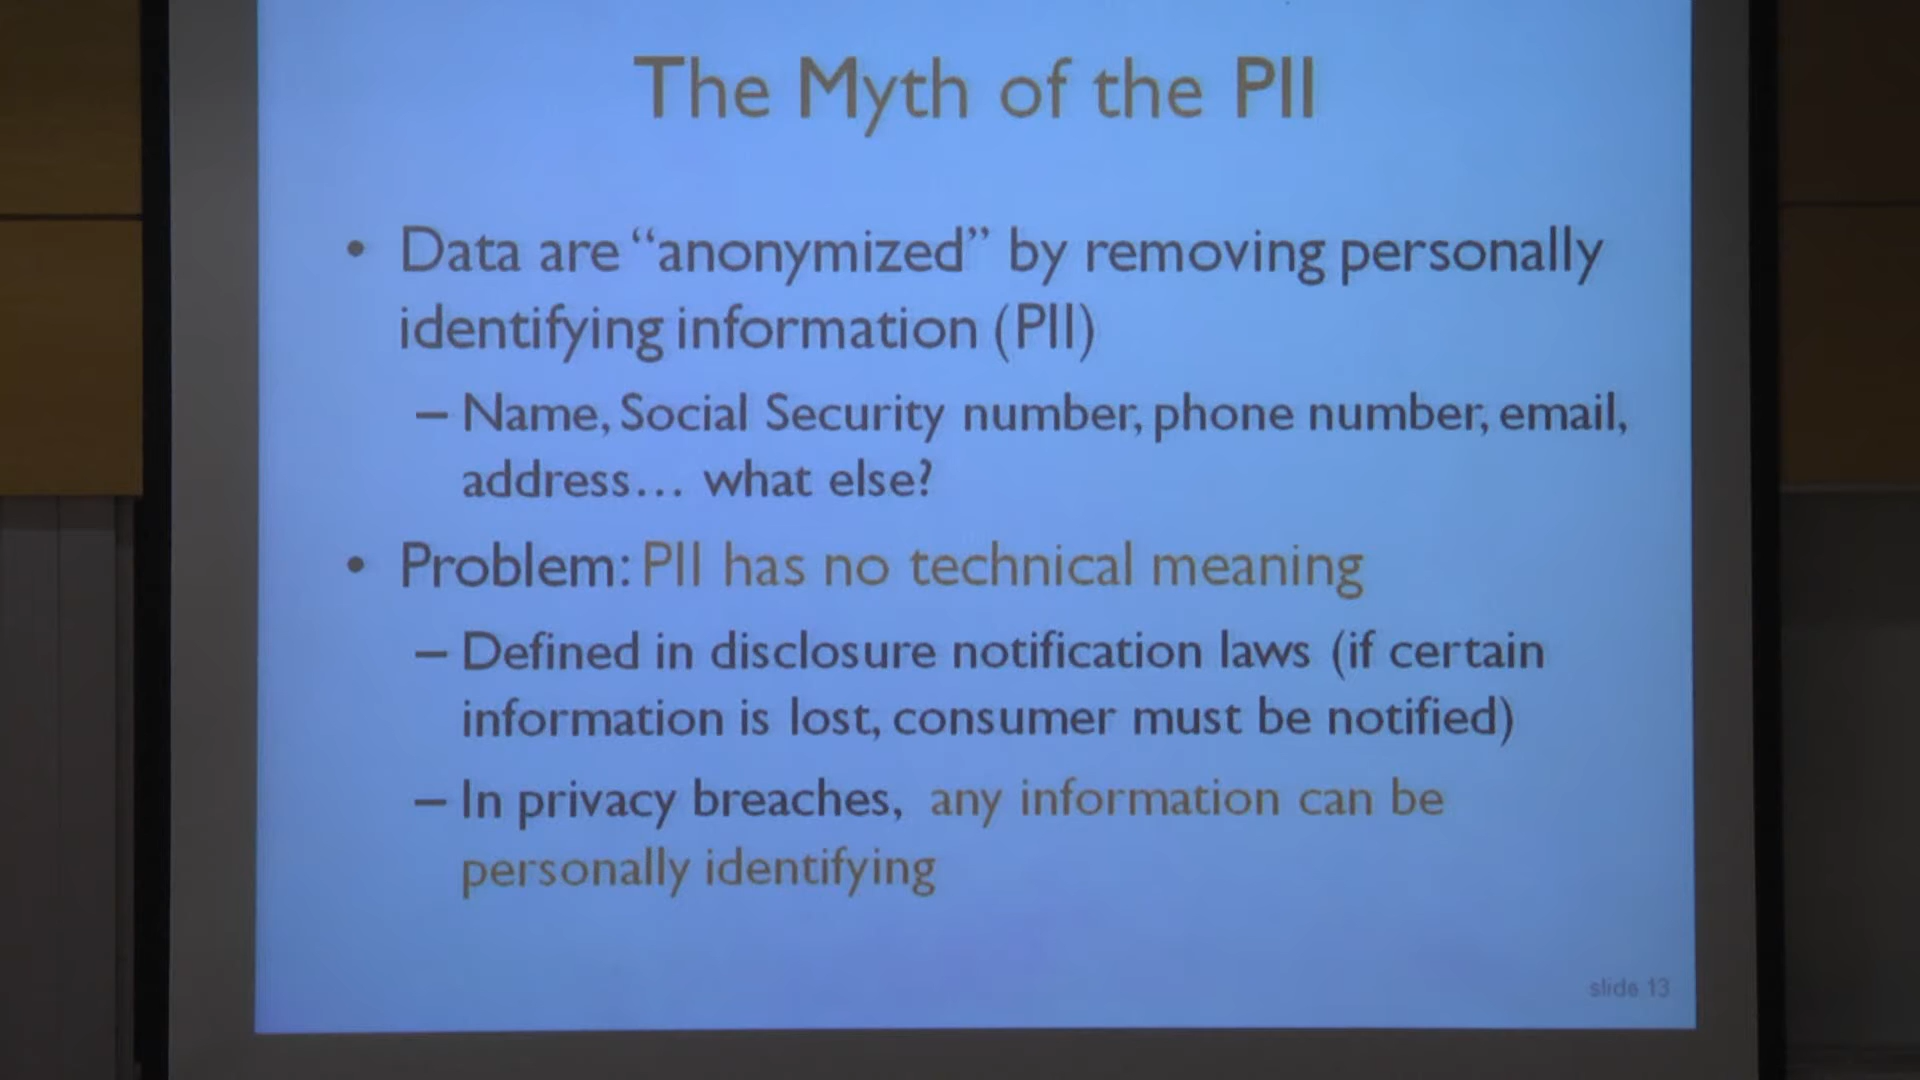 The Myth of the PII
• Data are “anonymized” by removing personally
identifying information (PII)
– Name, Social Security number, phone number, email,
address... what else?
• Problem: PII has no technical meaning
– Defined in disclosure notification laws (if certain
information is lost, consumer must be notified)
– In privacy breaches, any information can be
personally identifying
slide 13